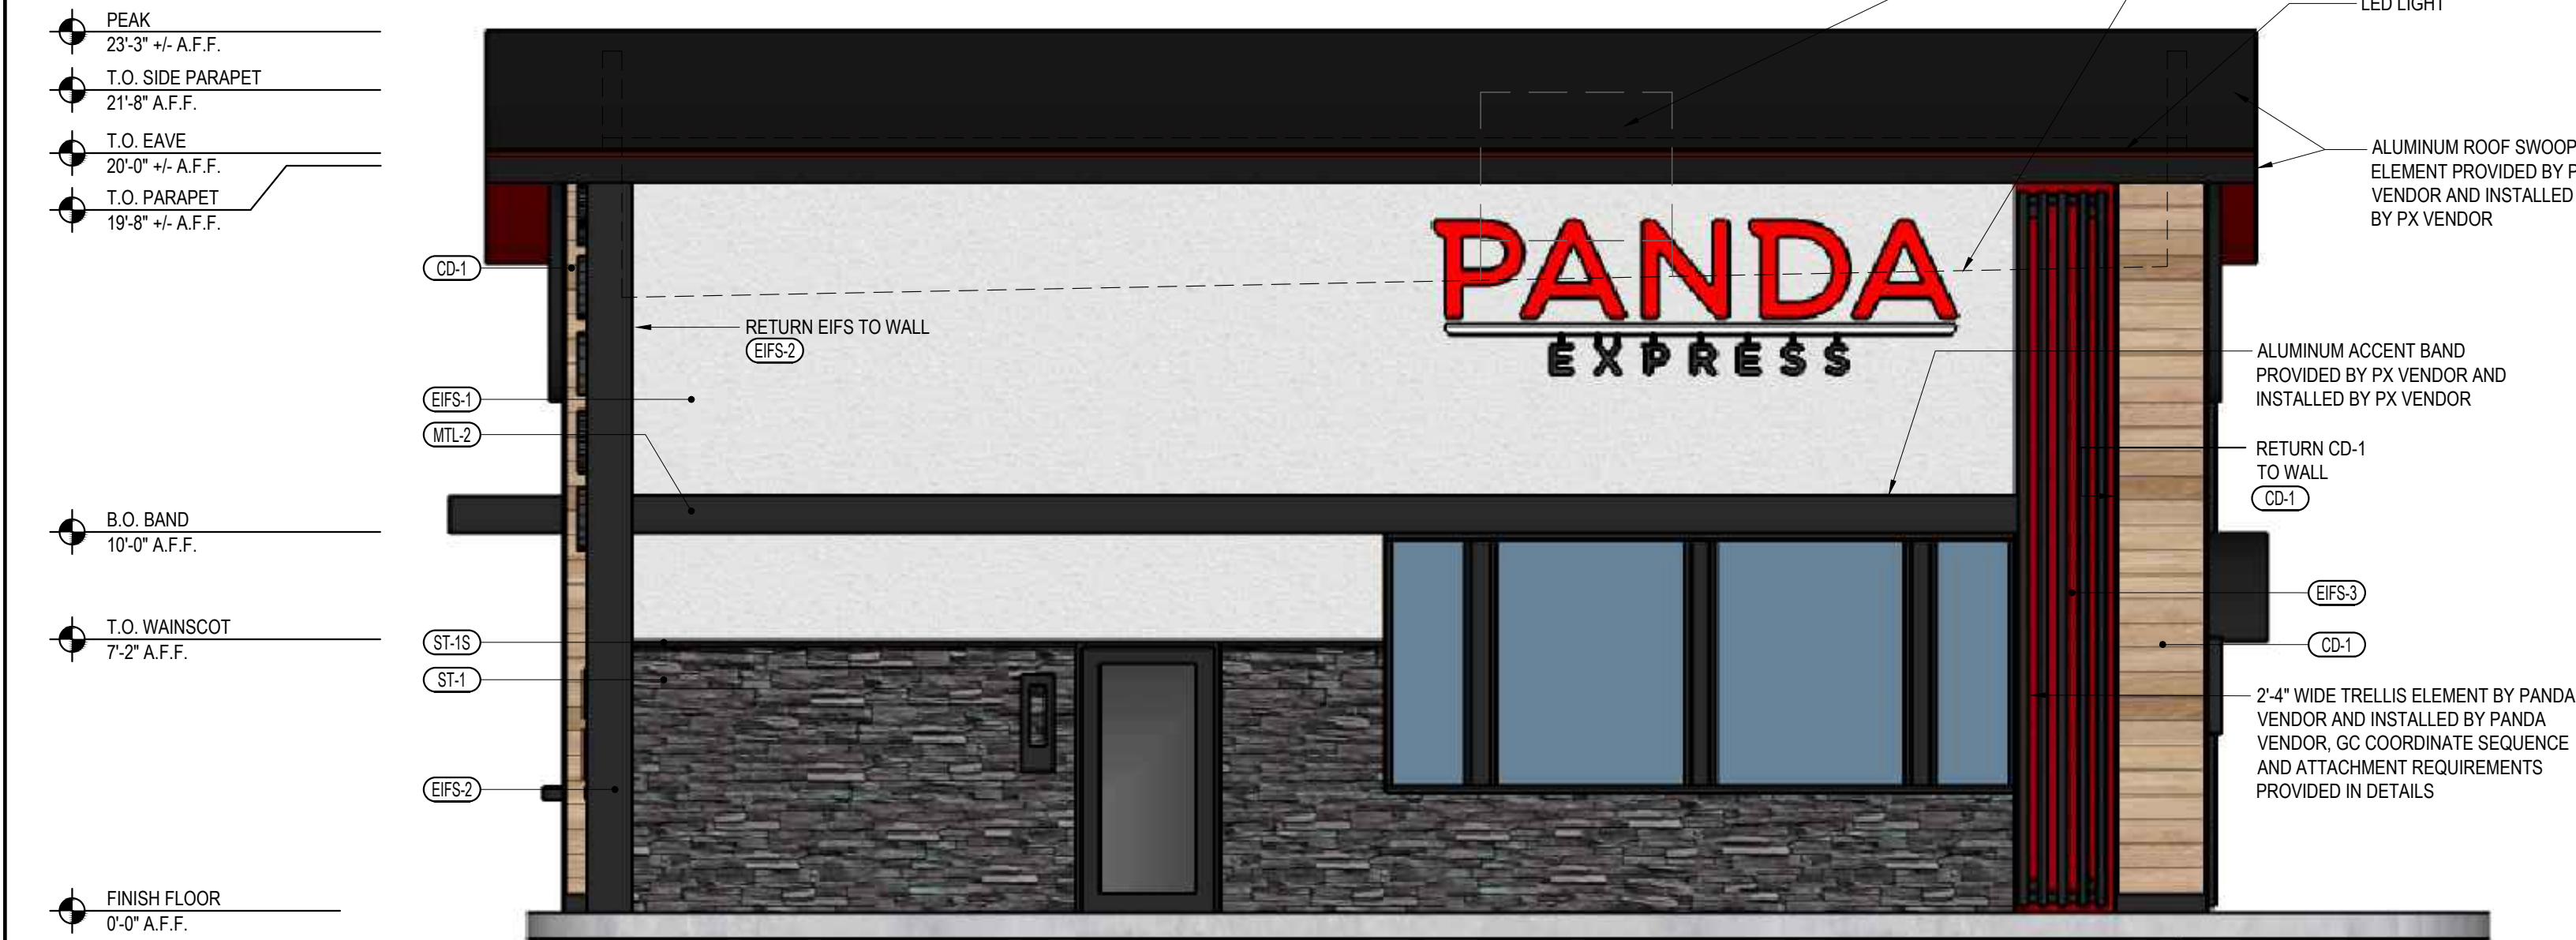 PEAK
23'-3" +/- A.F.F.
T.O. SIDE PARAPET
21'-8" A.F.F.
T.O. EAVE
20'-0" +/- A.F.F.
T.O. PARAPET
19'-8" +/- A.F.F.
B.O. BAND
10'-0" A.F.F.
T.O. WAINSCOT
7'-2" A.F.F.
FINISH FLOOR
0'-0" A.F.F.
CD-1
EIFS-1
MTL-2
ST-1S
ST-1
EIFS-2
RETURN EIFS TO WALL
EIFS-2
PANDA
EXPRESS
LED LIGHT
ALUMINUM ROOF SWOOP
ELEMENT PROVIDED BY P
VENDOR AND INSTALLED
BY PX VENDOR
ALUMINUM ACCENT BAND
PROVIDED BY PX VENDOR AND
INSTALLED BY PX VENDOR
RETURN CD-1
TO WALL
CD-1
EIFS-3
CD-1
2'-4" WIDE TRELLIS ELEMENT BY PANDA
VENDOR AND INSTALLED BY PANDA
VENDOR, GC COORDINATE SEQUENCE
AND ATTACHMENT REQUIREMENTS
PROVIDED IN DETAILS